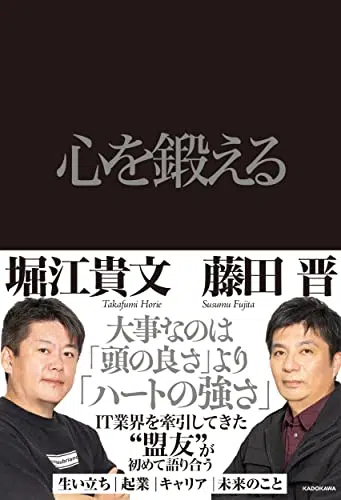 心を鍛える
堀江貴文 藤田 晋
Takafumi Horie Susumu Fujita
大事なのは
「頭の良さ」より
「ハートの強さ」
IT業界を牽引してきた
“盟友”が
初めて語り合う
生い立ち|起業|キャリア|未来のこと
KADOKAWA